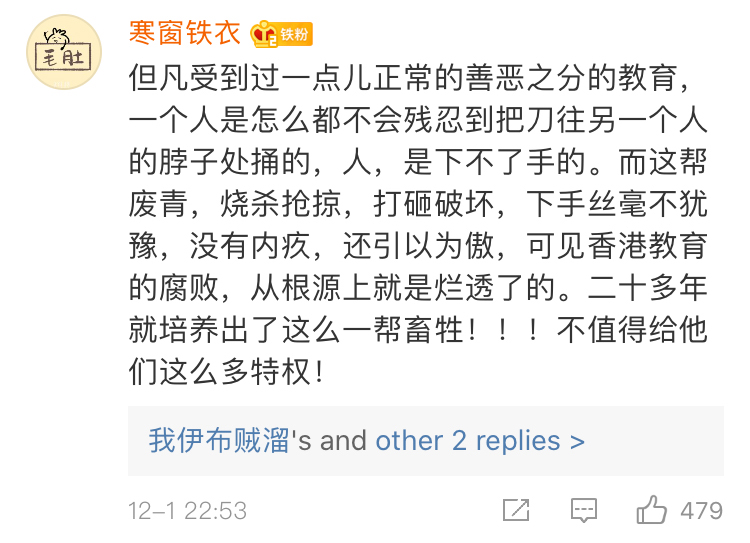 毛肚
寒窗铁衣 2 铁粉
但凡受到过一点儿正常的善恶之分的教育，
一个人是怎么都不会残忍到把刀往另一个人
的脖子处捅的，人，是下不了手的。而这帮
废青，烧杀抢掠，打砸破坏，下手丝毫不犹
豫，没有内疚，还引以为傲，可见香港教育
的腐败，从根源上就是烂透了的。二十多年
就培养出了这么一帮畜牲！！！不值得给他
们这么多特权！
我伊布贼溜's and other 2 replies >
12-1 22:53 479